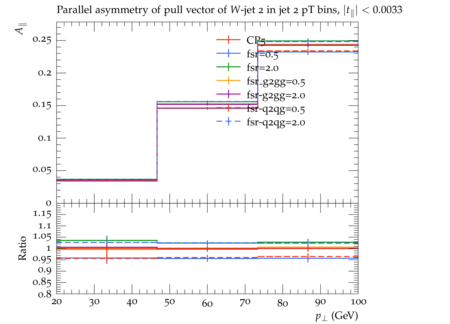 Parallel asymmetry of pull vector of W-jet 2 in jet 2 pT bins, |t∥| < 0.0033
A∥
0.25
0.2
0.15
0.1
0.05
0
CP5
fsr=0.5
fsr=2.0
fsr-g2gg=0.5
fsr-g2gg=2.0
fsr-q2qg=0.5
fsr-q2qg=2.0
Ratio
1.15
1.1
1.05
1
0.95
0.9
0.85
0.8
20 30 40 50 60 70 80 90 100
p⊥ (GeV)